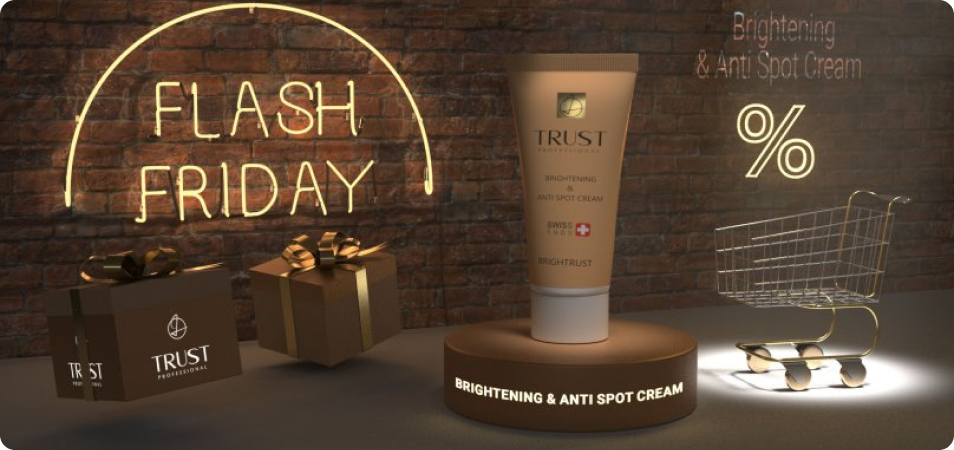 FLASH
FRIDAY
Brightening
& Anti Spot Cream
%
TRUST
PROFESSIONAL
BRIGHTENING
&
ANTI SPOT CREAM
SWISS
BRIGHTRUST
TRUST
PROFESSIONAL
BRIGHTENING & ANTI SPOT CREAM